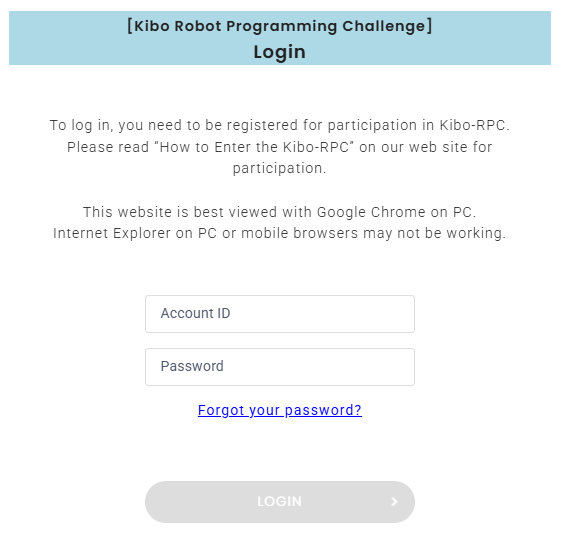 [Kibo Robot Programming Challenge]
Login
To log in, you need to be registered for participation in Kibo-RPC.
Please read “How to Enter the Kibo-RPC” on our web site for
participation.
This website is best viewed with Google Chrome on PC.
Internet Explorer on PC or mobile browsers may not be working.
Account ID
Password
Forgot your password?
LOGIN